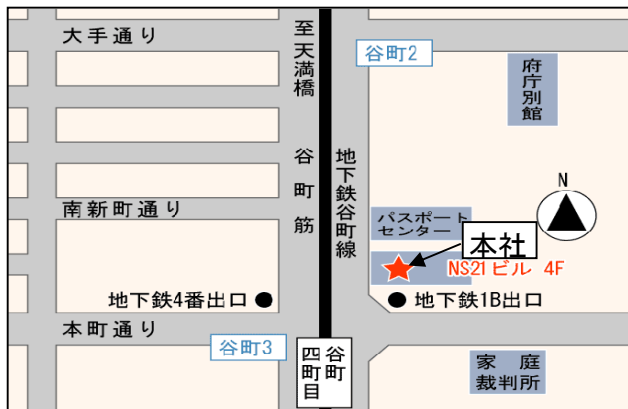 大手通り
至天満橋
谷町2
府庁別館
谷町筋
地下鉄谷町線
N
南新町通り
パスポート
センター
本社
NS21ビル 4F
地下鉄4番出口
地下鉄1B出口
本町通り
谷町3
谷町
四町目
家庭
裁判所